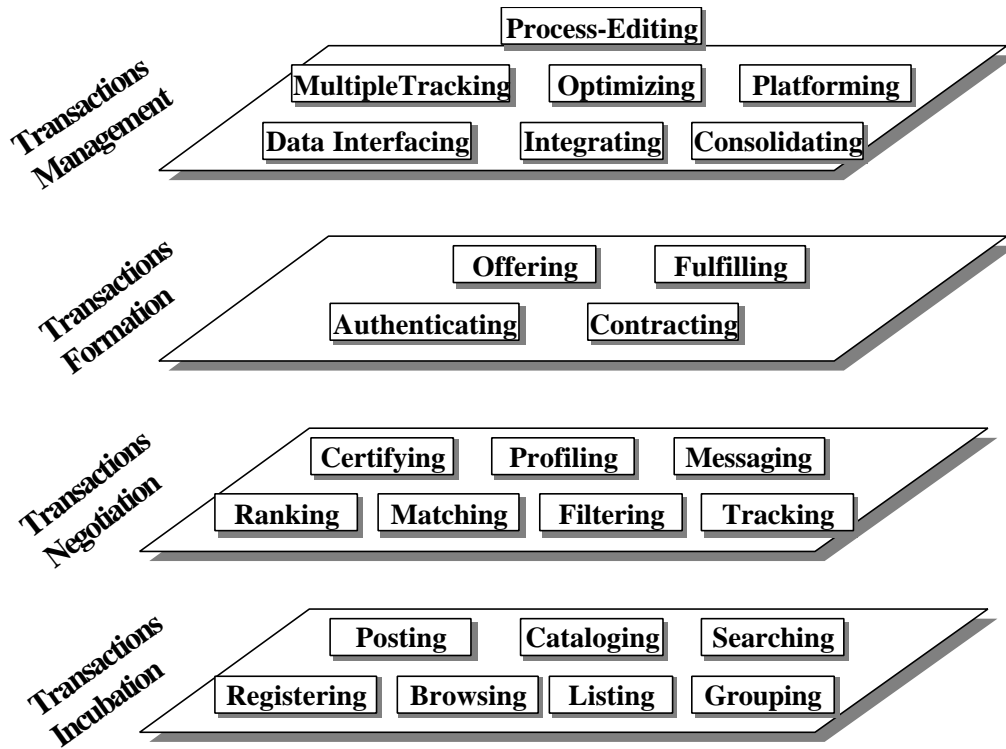 Process-Editing
Transactions
Management
MultipleTracking Optimizing Platforming
Data Interfacing Integrating Consolidating
Transactions
Formation
Offering Fulfilling
Authenticating Contracting
Transactions
Negotiation
Certifying Profiling Messaging
Ranking Matching Filtering Tracking
Transactions
Incubation
Posting Cataloging Searching
Registering Browsing Listing Grouping